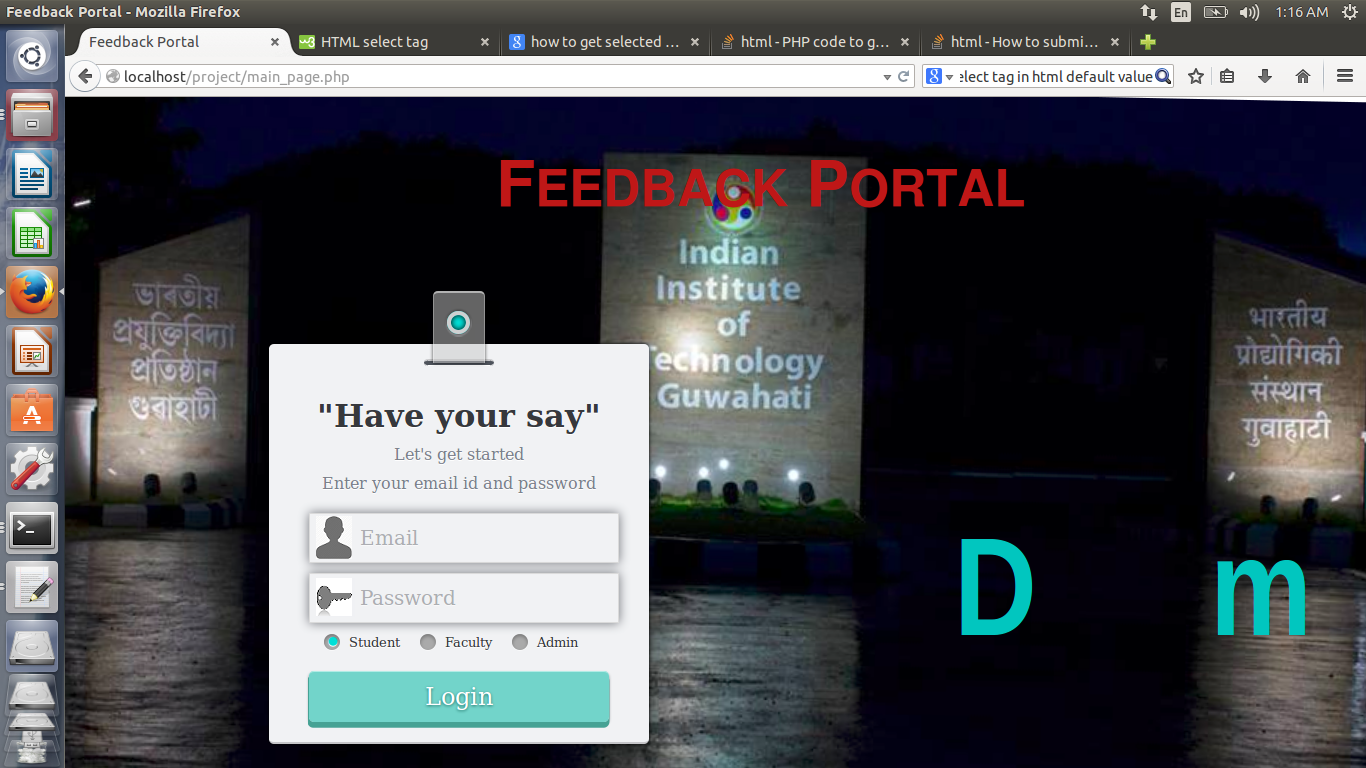 Feedback Portal - Mozilla Firefox
En
1:16 AM
Feedback Portal
HTML select tag
how to get selected ...
html - PHP code to g...
html - How to submi...
localhost/project/main_page.php
elect tag in html default value
FEEDBACK PORTAL
Indian
Institute
of
Technology
Guwahati
ভাৰতীয়
প্ৰযুক্তিবিদ্যা
প্ৰতিষ্ঠান
গুৱাহাটী
भारतीय
प्रौद्योगिकी
संस्थान
गुवाहाटी
"Have your say"
Let's get started
Enter your email id and password
Email
Password
Student Faculty Admin
Login
D m